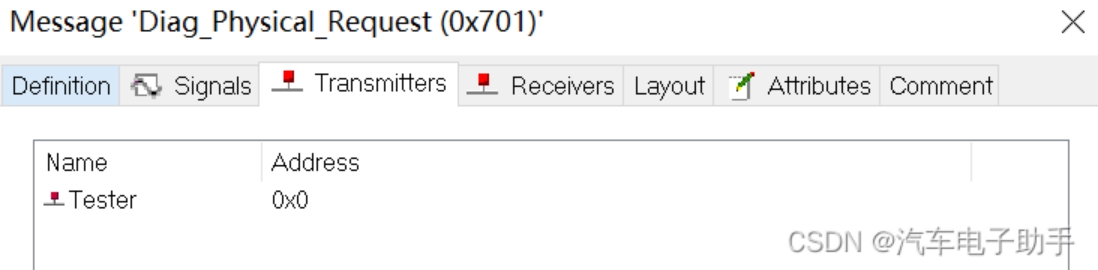 Message 'Diag_Physical_Request (0x701)'
Definition Signals Transmitters Receivers Layout Attributes Comment
Name Address
Tester 0x0
CSDN @汽车电子助手